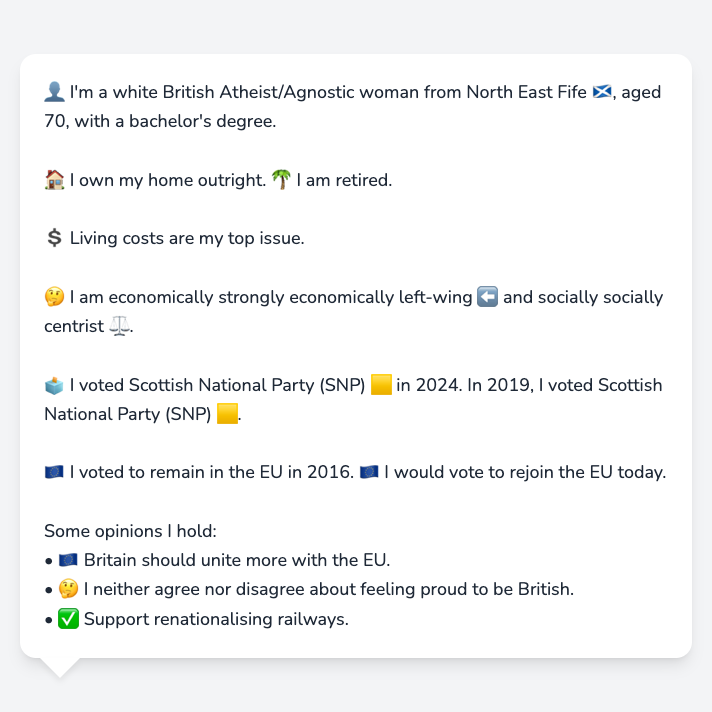 👤 I'm a white British Atheist/Agnostic woman from North East Fife 🏴󠁧󠁢󠁳󠁣󠁴󠁿, aged
70, with a bachelor's degree.
🏠 I own my home outright. 🌴 I am retired.
💲 Living costs are my top issue.
🤔 I am economically strongly economically left-wing ⬅️ and socially socially
centrist ⚖️.
🗳️ I voted Scottish National Party (SNP) 🟨 in 2024. In 2019, I voted Scottish
National Party (SNP) 🟨.
🇪🇺 I voted to remain in the EU in 2016. 🇪🇺 I would vote to rejoin the EU today.
Some opinions I hold:
• 🇪🇺 Britain should unite more with the EU.
• 🤔 I neither agree nor disagree about feeling proud to be British.
• ✅ Support renationalising railways.